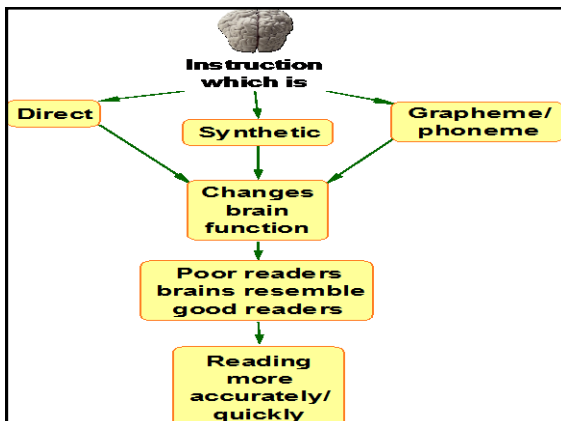 Instruction
which is
Direct
Synthetic
Grapheme/
phoneme
Changes
brain
function
Poor readers
brains resemble
good readers
Reading
more
accurately/
quickly